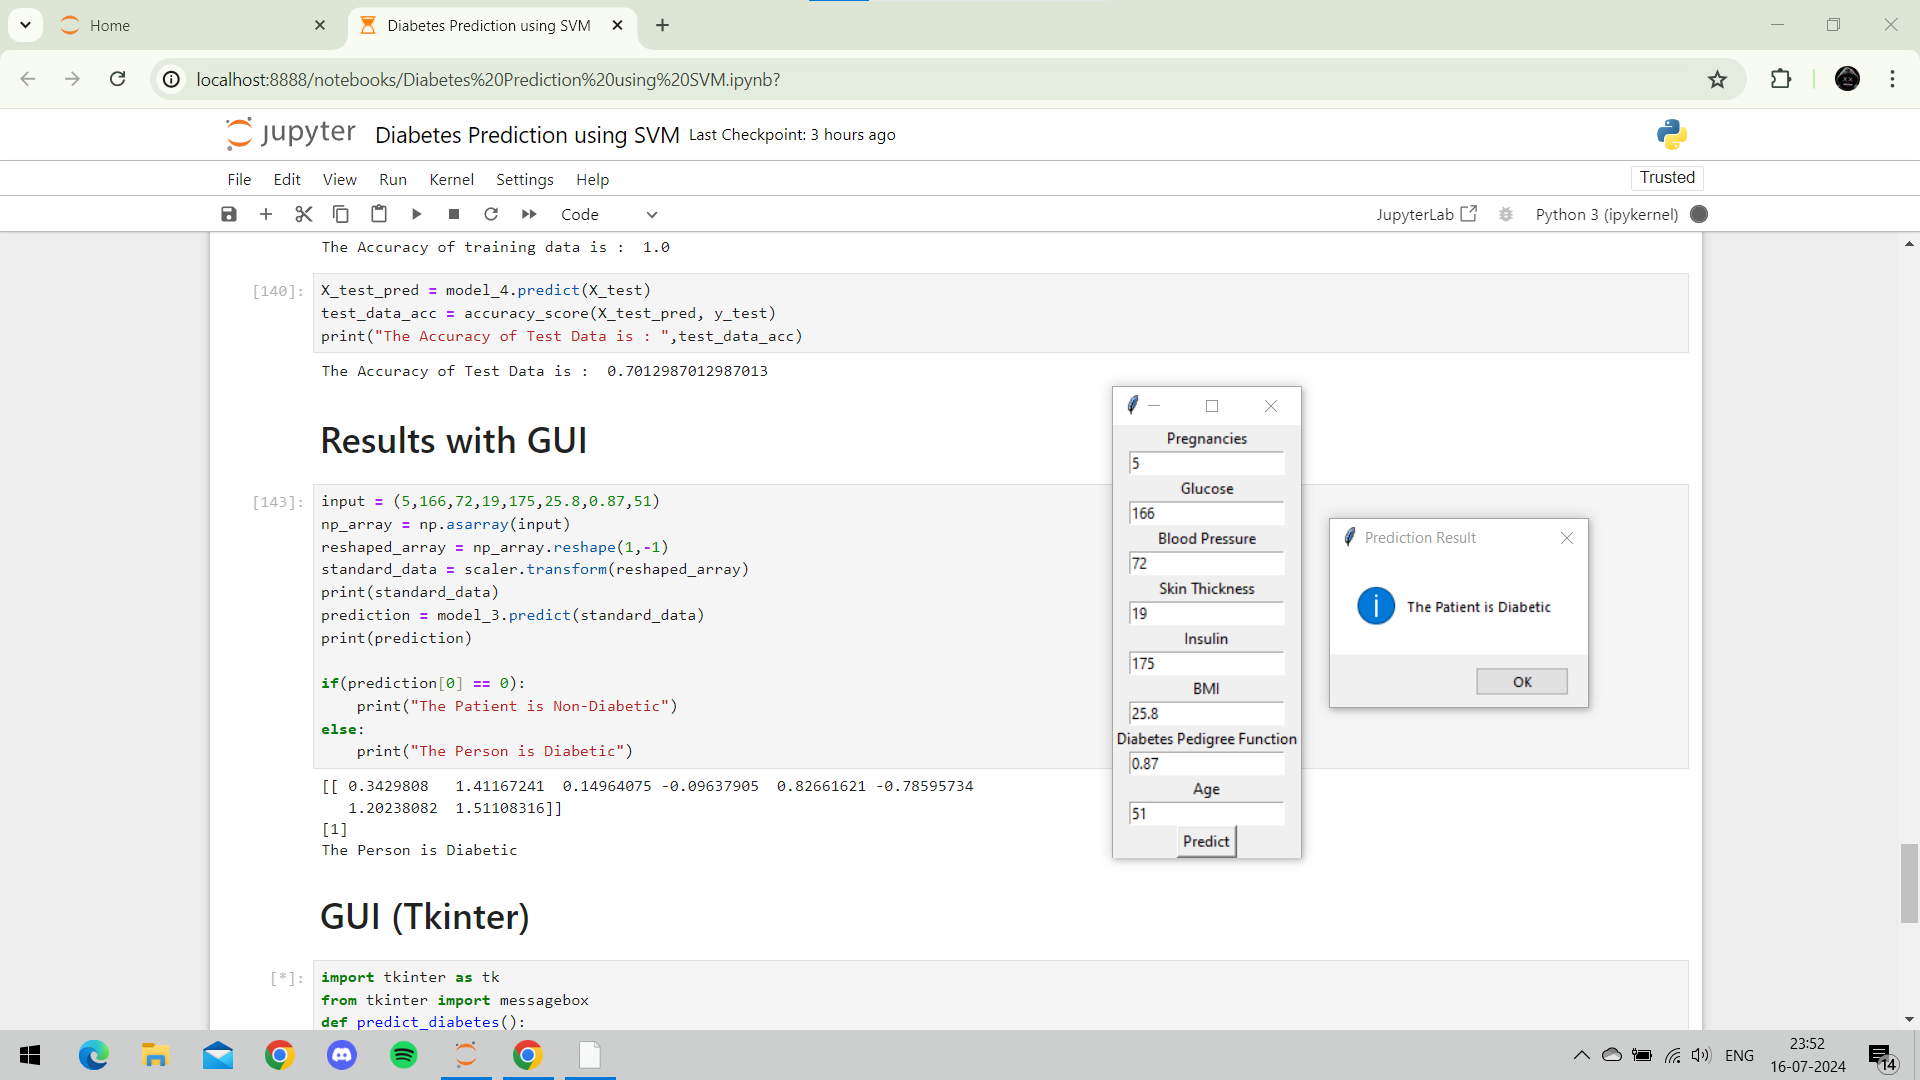 Home
Diabetes Prediction using SVM
localhost:8888/notebooks/Diabetes%20Prediction%20using%20SVM.ipynb?
jupyter Diabetes Prediction using SVM Last Checkpoint: 3 hours ago
File Edit View Run Kernel Settings Help
Trusted
Code
JupyterLab
Python 3 (ipykernel)
The Accuracy of training data is :  1.0
[140]:
X_test_pred = model_4.predict(X_test)
test_data_acc = accuracy_score(X_test_pred, y_test)
print("The Accuracy of Test Data is : ",test_data_acc)
The Accuracy of Test Data is :  0.7012987012987013
Results with GUI
[143]:
input = (5,166,72,19,175,25.8,0.87,51)
np_array = np.asarray(input)
reshaped_array = np_array.reshape(1,-1)
standard_data = scaler.transform(reshaped_array)
print(standard_data)
prediction = model_3.predict(standard_data)
print(prediction)
if(prediction[0] == 0):
    print("The Patient is Non-Diabetic")
else:
    print("The Person is Diabetic")
[[ 0.3429808   1.41167241  0.14964075 -0.09637905  0.82661621 -0.78595734
   1.20238082  1.51108316]]
[1]
The Person is Diabetic
GUI (Tkinter)
[*]:
import tkinter as tk
from tkinter import messagebox
def predict_diabetes():
Pregnancies
5
Glucose
166
Blood Pressure
72
Skin Thickness
19
Insulin
175
BMI
25.8
Diabetes Pedigree Function
0.87
Age
51
Predict
Prediction Result
The Patient is Diabetic
OK
ENG
23:52
16-07-2024
14